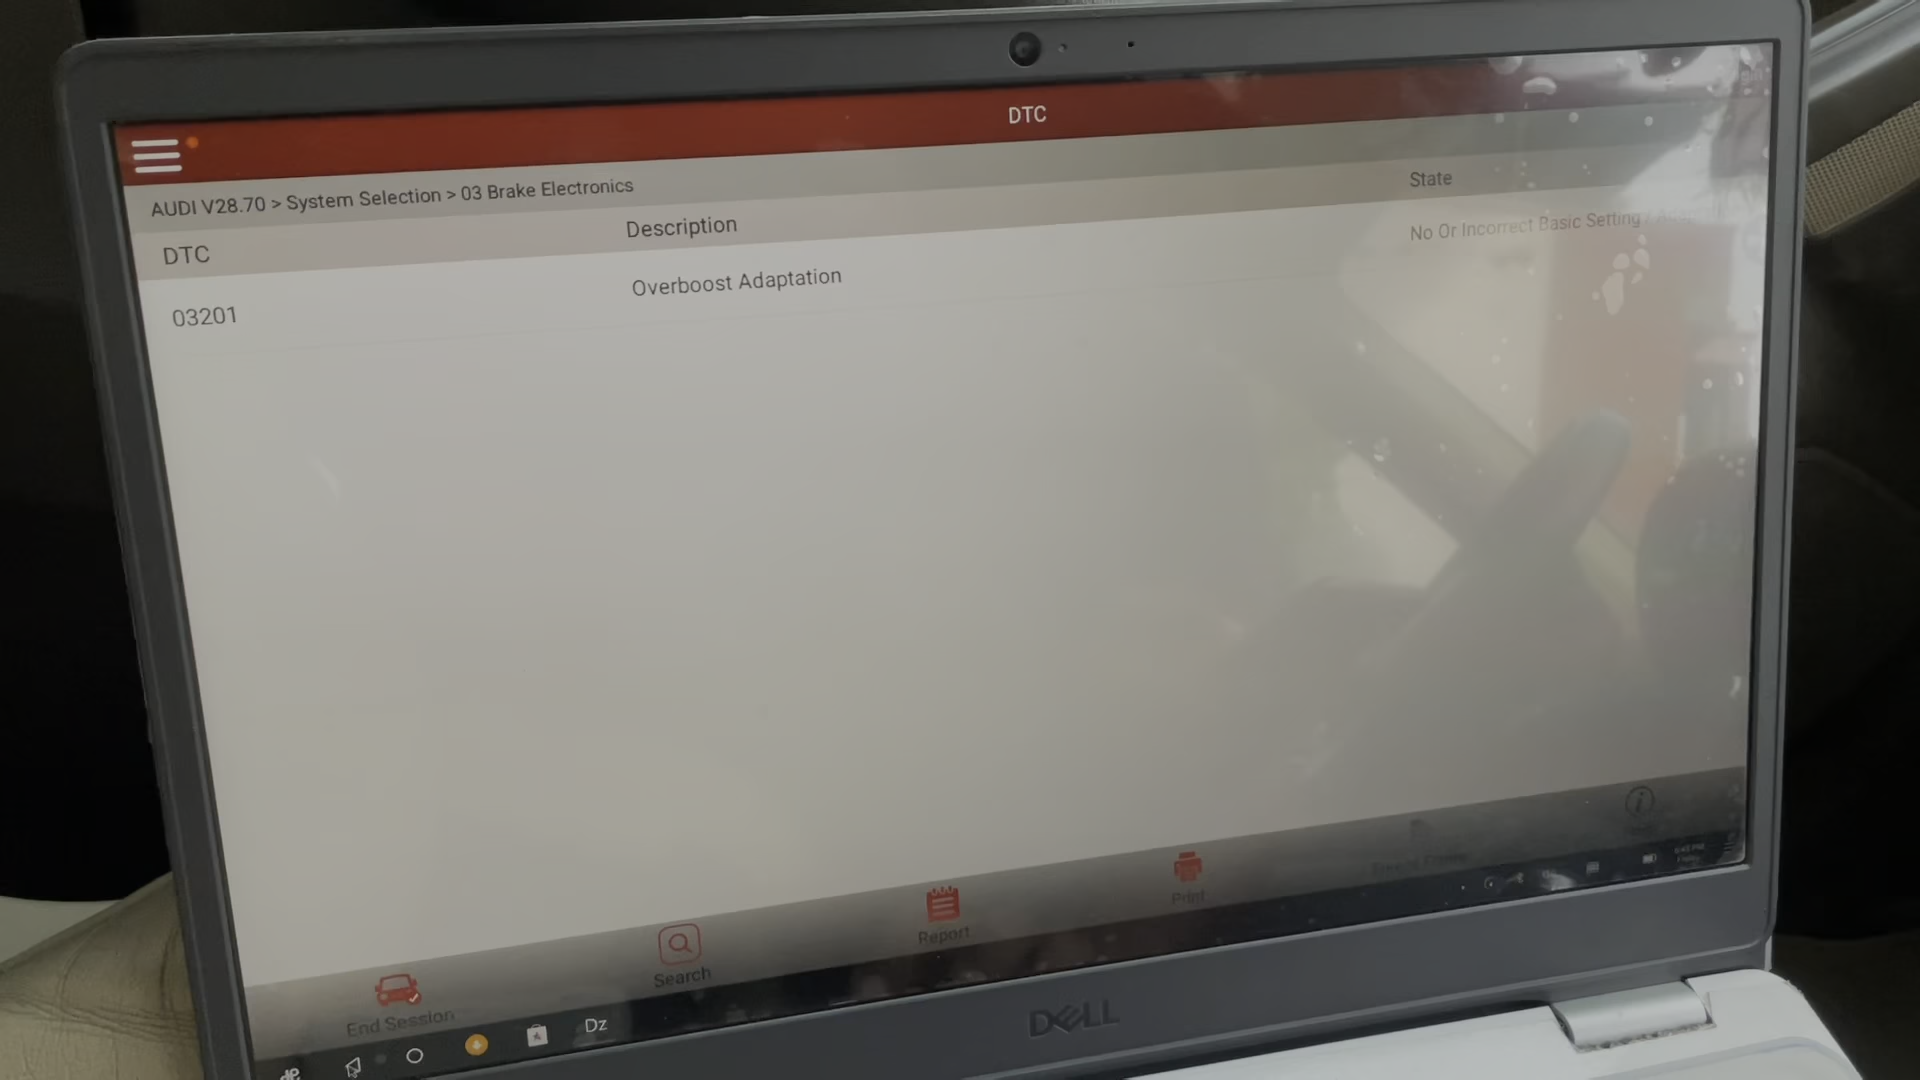 DTC
AUDI V28.70 > System Selection > 03 Brake Electronics
DTC Description State
03201 Overboost Adaptation No Or Incorrect Basic Setting /
End Session Search Report Print
Dz
DELL